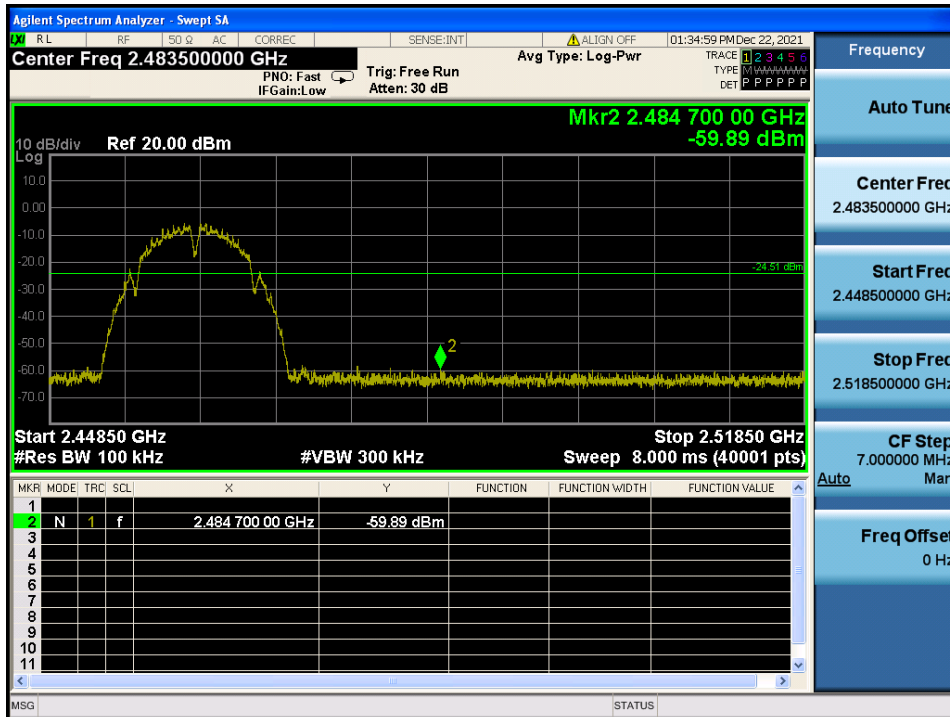 Agilent Spectrum Analyzer - Swept SA
LXI RL RF 50 Ω AC CORREC SENSE:INT ALIGN OFF 01:34:59 PM Dec 22, 2021
Center Freq 2.483500000 GHz
PNO: Fast
IFGain:Low
Trig: Free Run
Atten: 30 dB
Avg Type: Log-Pwr
TRACE 1 2 3 4 5 6
TYPE MWWWWW
DET P P P P P P
Mkr2 2.484 700 00 GHz
-59.89 dBm
10 dB/div Ref 20.00 dBm
Log
10.0
0.00
-10.0
-20.0
-24.51 dBm
-30.0
-40.0
-50.0
2
-60.0
-70.0
Start 2.44850 GHz Stop 2.51850 GHz
#Res BW 100 kHz #VBW 300 kHz Sweep 8.000 ms (40001 pts)
MKR MODE TRC SCL X Y FUNCTION FUNCTION WIDTH FUNCTION VALUE
1
2 N 1 f 2.484 700 00 GHz -59.89 dBm
3
4
5
6
7
8
9
10
11
MSG STATUS
Frequency
Auto Tune
Center Freq
2.483500000 GHz
Start Freq
2.448500000 GHz
Stop Freq
2.518500000 GHz
CF Step
7.000000 MHz
Auto Man
Freq Offset
0 Hz